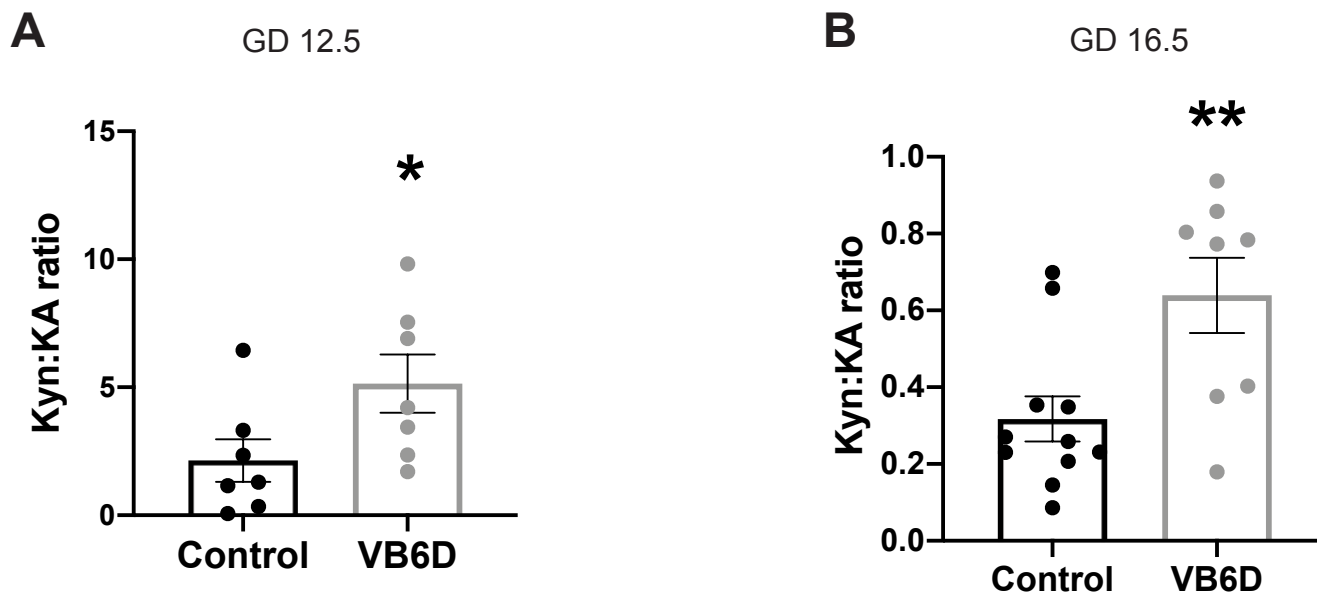 A
GD 12.5
15
10
5
0
Kyn:KA ratio
*
Control
VB6D
B
GD 16.5
1.0
0.8
0.6
0.4
0.2
0.0
Kyn:KA ratio
**
Control
VB6D